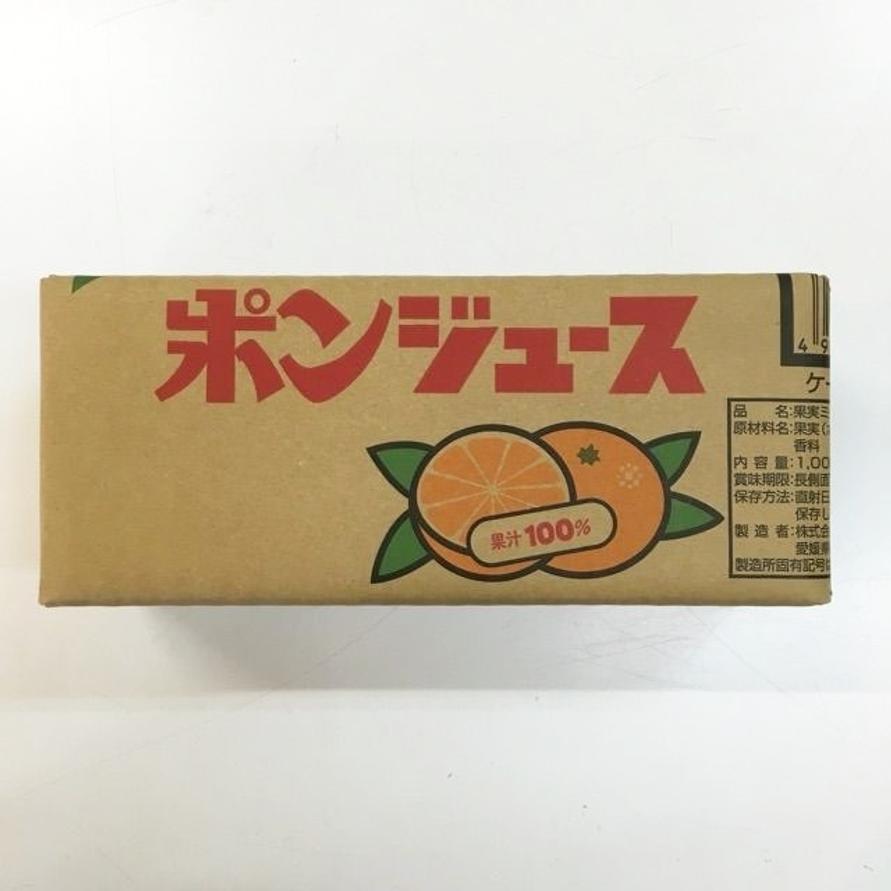 ポンジュース
果汁100%
49
ケー
品名:果実ミ
原材料名:果実(
香料
内容量:1,00
賞味期限:長側面
保存方法:直射日
保存し
製造者:株式会
愛媛県
製造所固有記号は